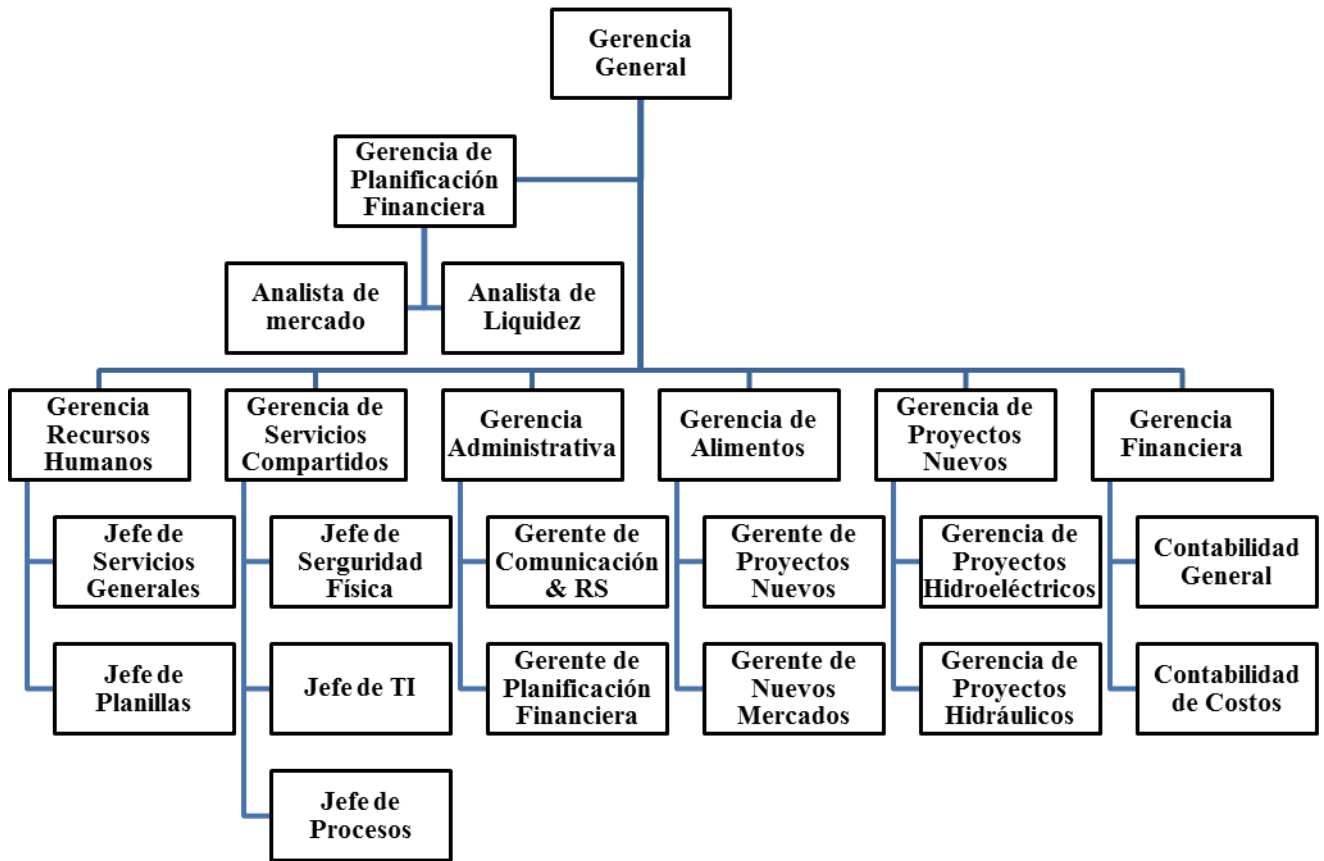 Gerencia
General
Gerencia de
Planificación
Financiera
Analista de
mercado
Analista de
Liquidez
Gerencia
Recursos
Humanos
Gerencia de
Servicios
Compartidos
Gerencia
Administrativa
Gerencia de
Alimentos
Gerencia de
Proyectos
Nuevos
Gerencia
Financiera
Jefe de
Servicios
Generales
Jefe de
Serguridad
Física
Gerente de
Comunicación
& RS
Gerente de
Proyectos
Nuevos
Gerencia de
Proyectos
Hidroeléctricos
Contabilidad
General
Jefe de
Planillas
Jefe de TI
Gerente de
Planificación
Financiera
Gerente de
Nuevos
Mercados
Gerencia de
Proyectos
Hidráulicos
Contabilidad
de Costos
Jefe de
Procesos